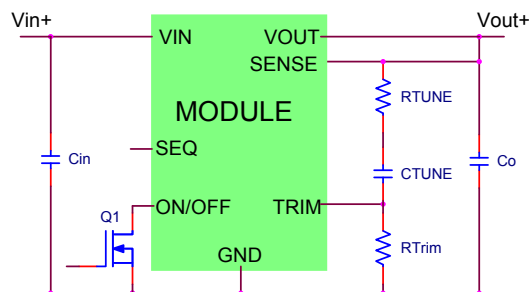 Vin+
Vout+
VIN
VOUT
SENSE
RTUNE
MODULE
Cin
SEQ
CTUNE
Co
Q1
ON/OFF
TRIM
RTrim
GND